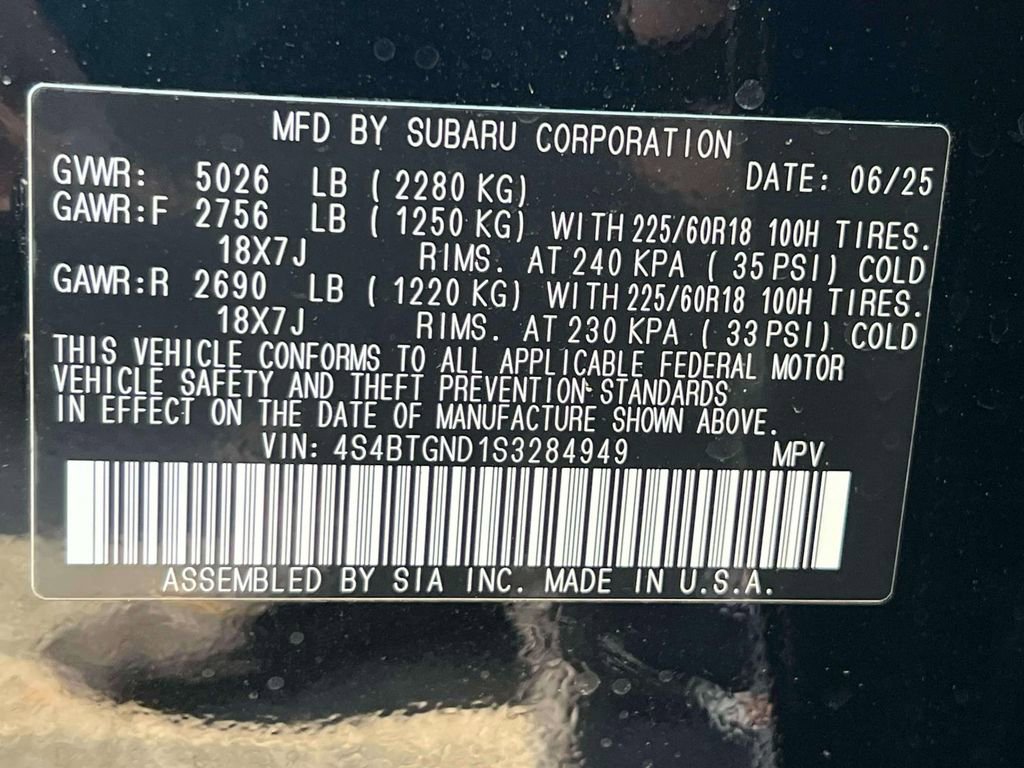 MFD BY SUBARU CORPORATION
GVWR: 5026 LB ( 2280 KG) DATE: 06/25
GAWR:F 2756 LB ( 1250 KG) WITH 225/60R18 100H TIRES.
18X7J RIMS. AT 240 KPA ( 35 PSI) COLD
GAWR:R 2690 LB ( 1220 KG) WITH 225/60R18 100H TIRES.
18X7J RIMS. AT 230 KPA ( 33 PSI) COLD
THIS VEHICLE CONFORMS TO ALL APPLICABLE FEDERAL MOTOR
VEHICLE SAFETY AND THEFT PREVENTION STANDARDS
IN EFFECT ON THE DATE OF MANUFACTURE SHOWN ABOVE.
VIN: 4S4BTGND1S3284949 MPV
ASSEMBLED BY SIA INC. MADE IN U.S.A.